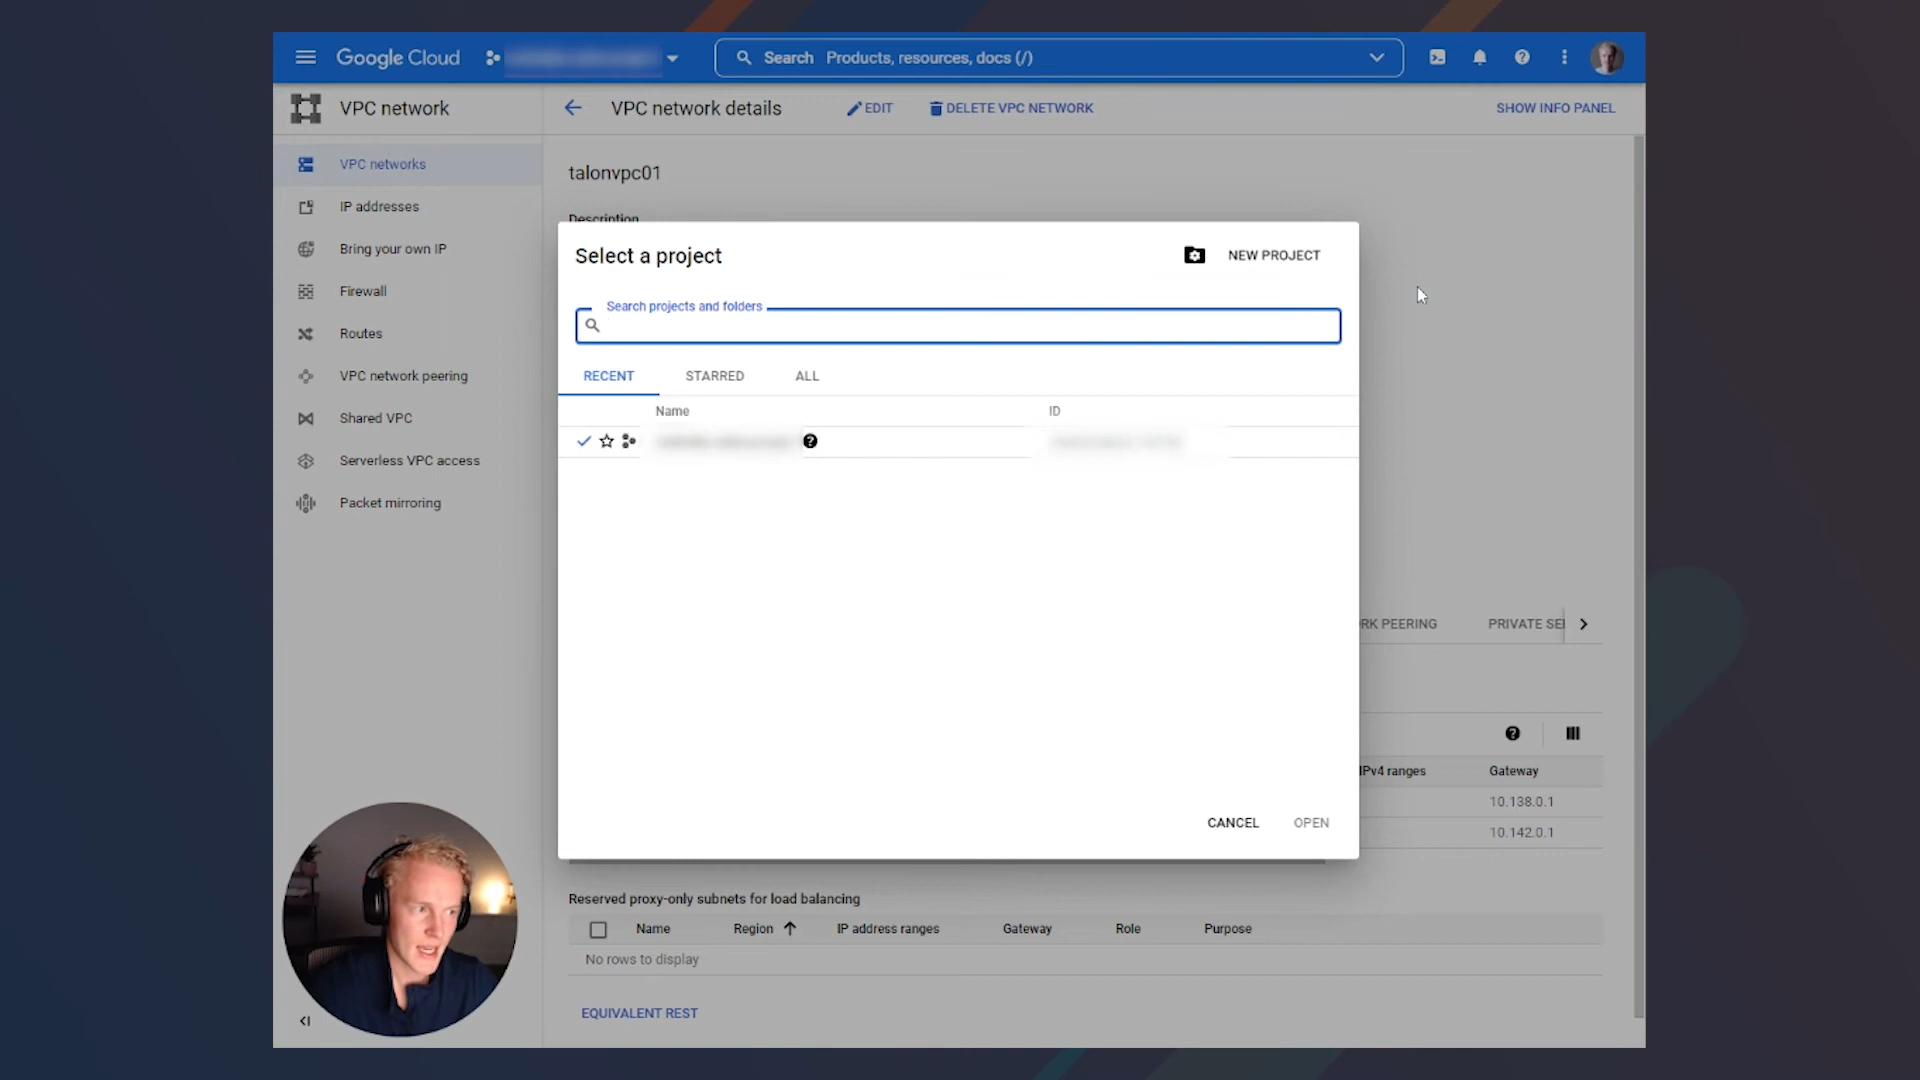 Google Cloud
Search Products, resources, docs (/)
VPC network
VPC network details
EDIT
DELETE VPC NETWORK
SHOW INFO PANEL
VPC networks
IP addresses
Bring your own IP
Firewall
Routes
VPC network peering
Shared VPC
Serverless VPC access
Packet mirroring
talonvpc01
Description
Select a project
NEW PROJECT
Search projects and folders
RECENT
STARRED
ALL
Name
ID
CANCEL
OPEN
RK PEERING
PRIVATE SE
IPv4 ranges
Gateway
10.138.0.1
10.142.0.1
Reserved proxy-only subnets for load balancing
Name
Region
IP address ranges
Gateway
Role
Purpose
No rows to display
EQUIVALENT REST